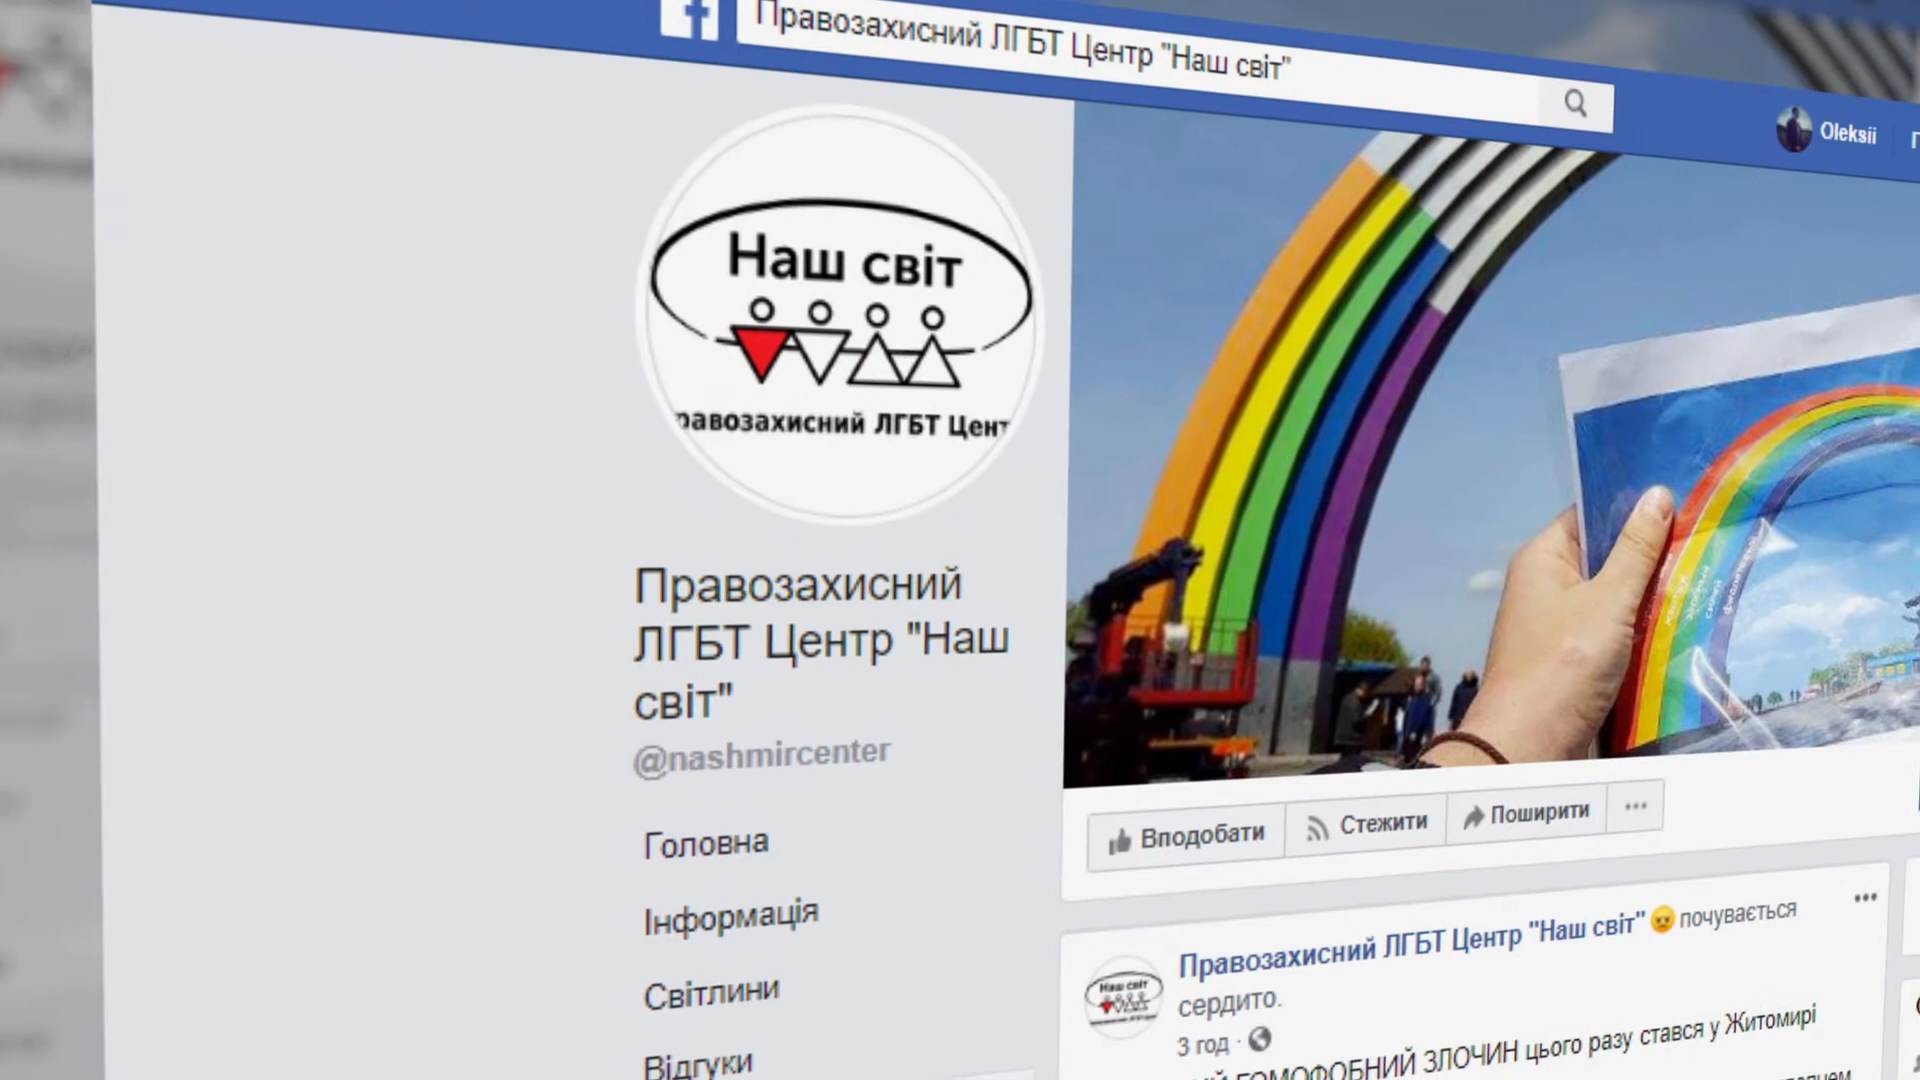 Правозахисний ЛГБТ Центр "Наш світ"
Oleksii
Наш світ
равозахисний ЛГБТ Цент
Правозахисний
ЛГБТ Центр "Наш
світ"
@nashmircenter
Головна
Інформація
Світлини
Відгуки
Вподобати
Стежити
Поширити
Правозахисний ЛГБТ Центр "Наш світ" почувається
сердито.
3 год
ГОМОФОБНИЙ ЗЛОЧИН цього разу стався у Житомирі